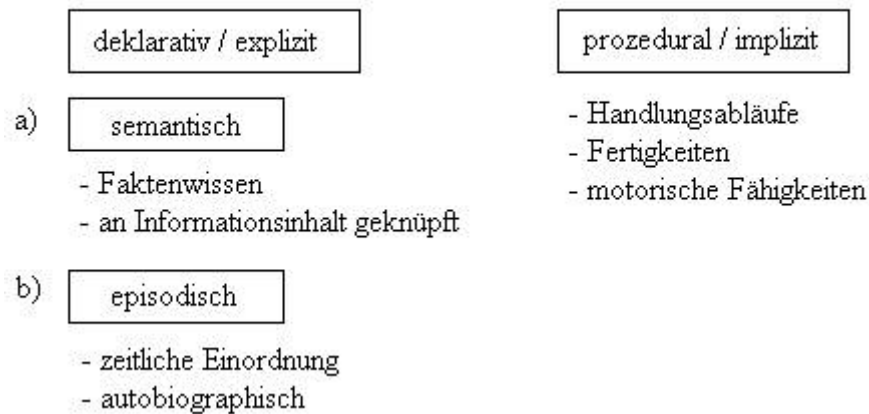 deklarativ / explizit
prozedural / implizit
a) semantisch
- Faktenwissen
- an Informationsinhalt geknüpft
b) episodisch
- zeitliche Einordnung
- autobiographisch
- Handlungsabläufe
- Fertigkeiten
- motorische Fähigkeiten